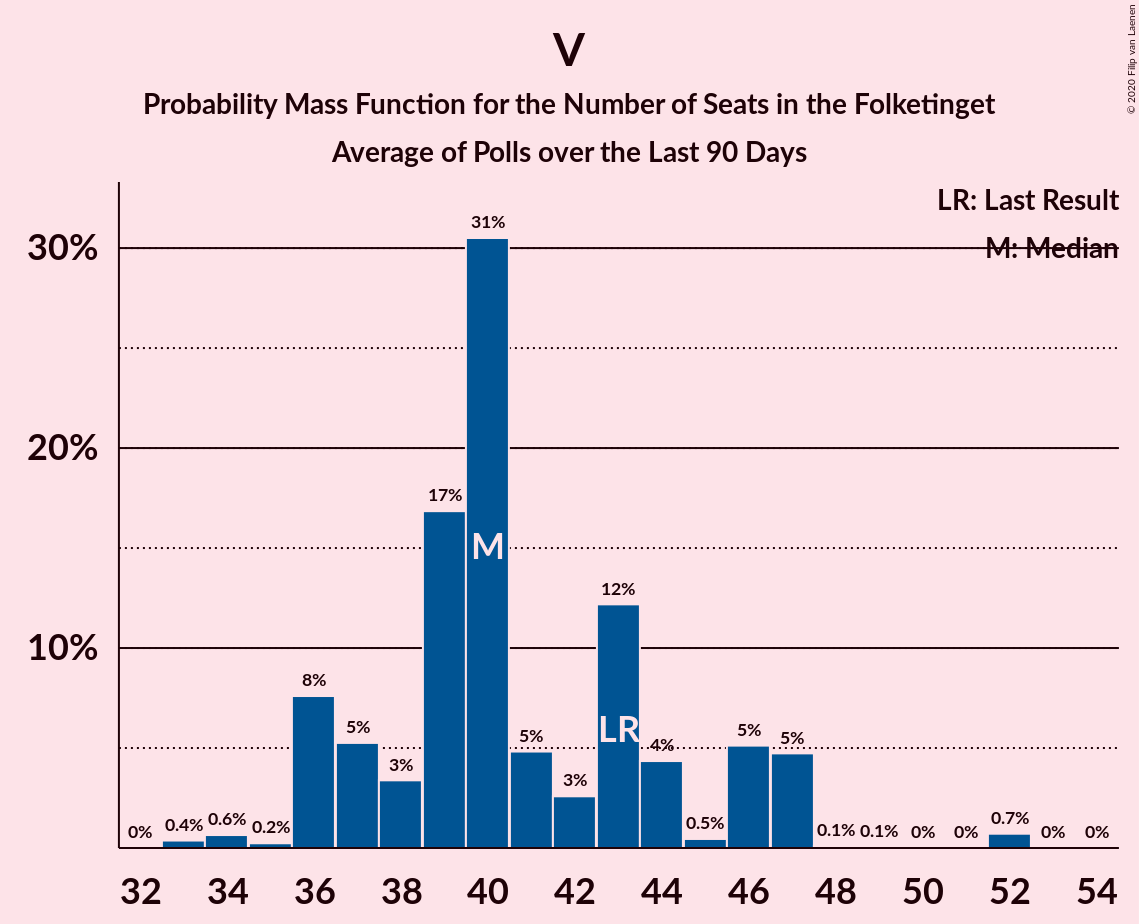 © 2020 Filip van Laenen
V
Probability Mass Function for the Number of Seats in the Folketinget
Average of Polls over the Last 90 Days
LR: Last Result
M: Median
30%
20%
10%
0%
0.4%
0.6%
0.2%
8%
5%
3%
17%
31%
5%
3%
12%
4%
0.5%
5%
5%
0.1%
0.1%
0%
0%
0.7%
0%
0%
M
LR
32 34 36 38 40 42 44 46 48 50 52 54